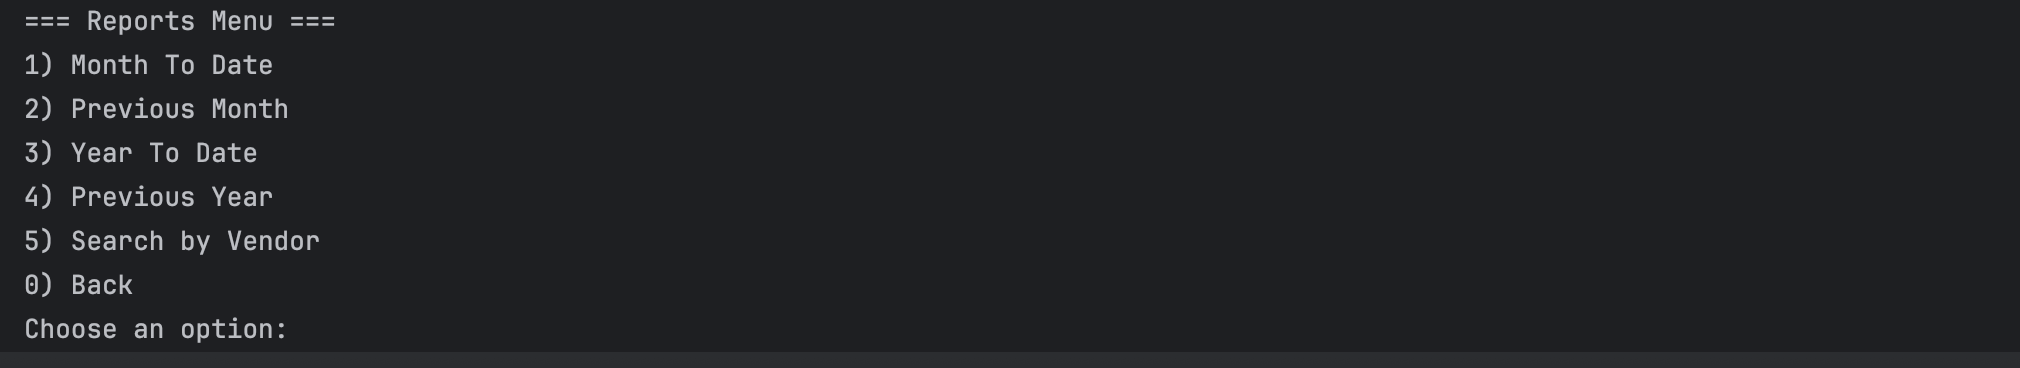 === Reports Menu ===
1) Month To Date
2) Previous Month
3) Year To Date
4) Previous Year
5) Search by Vendor
0) Back
Choose an option: